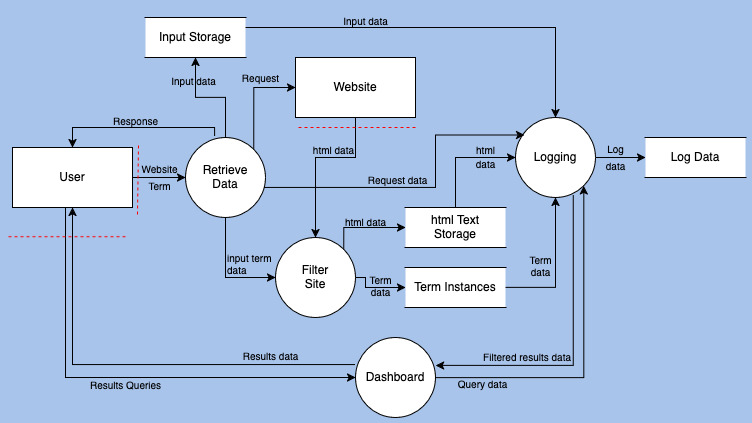 Input data
Input Storage
Input data
Request
Website
Response
html data
html
data
Logging
Log
data
Log Data
User
Website
Term
Retrieve
Data
Request data
html data
html Text
Storage
input term
data
Filter
Site
Term
data
Term Instances
Term
data
Results data
Filtered results data
Dashboard
Results Queries
Query data